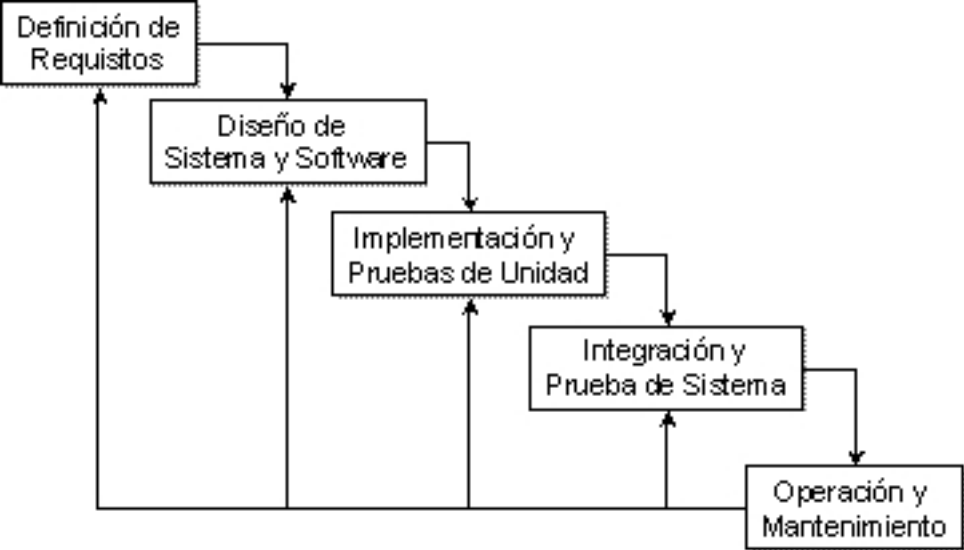 Definición de
Requisitos
Diseño de
Sistema y Software
Implementación y
Pruebas de Unidad
Integración y
Prueba de Sistema
Operación y
Mantenimiento